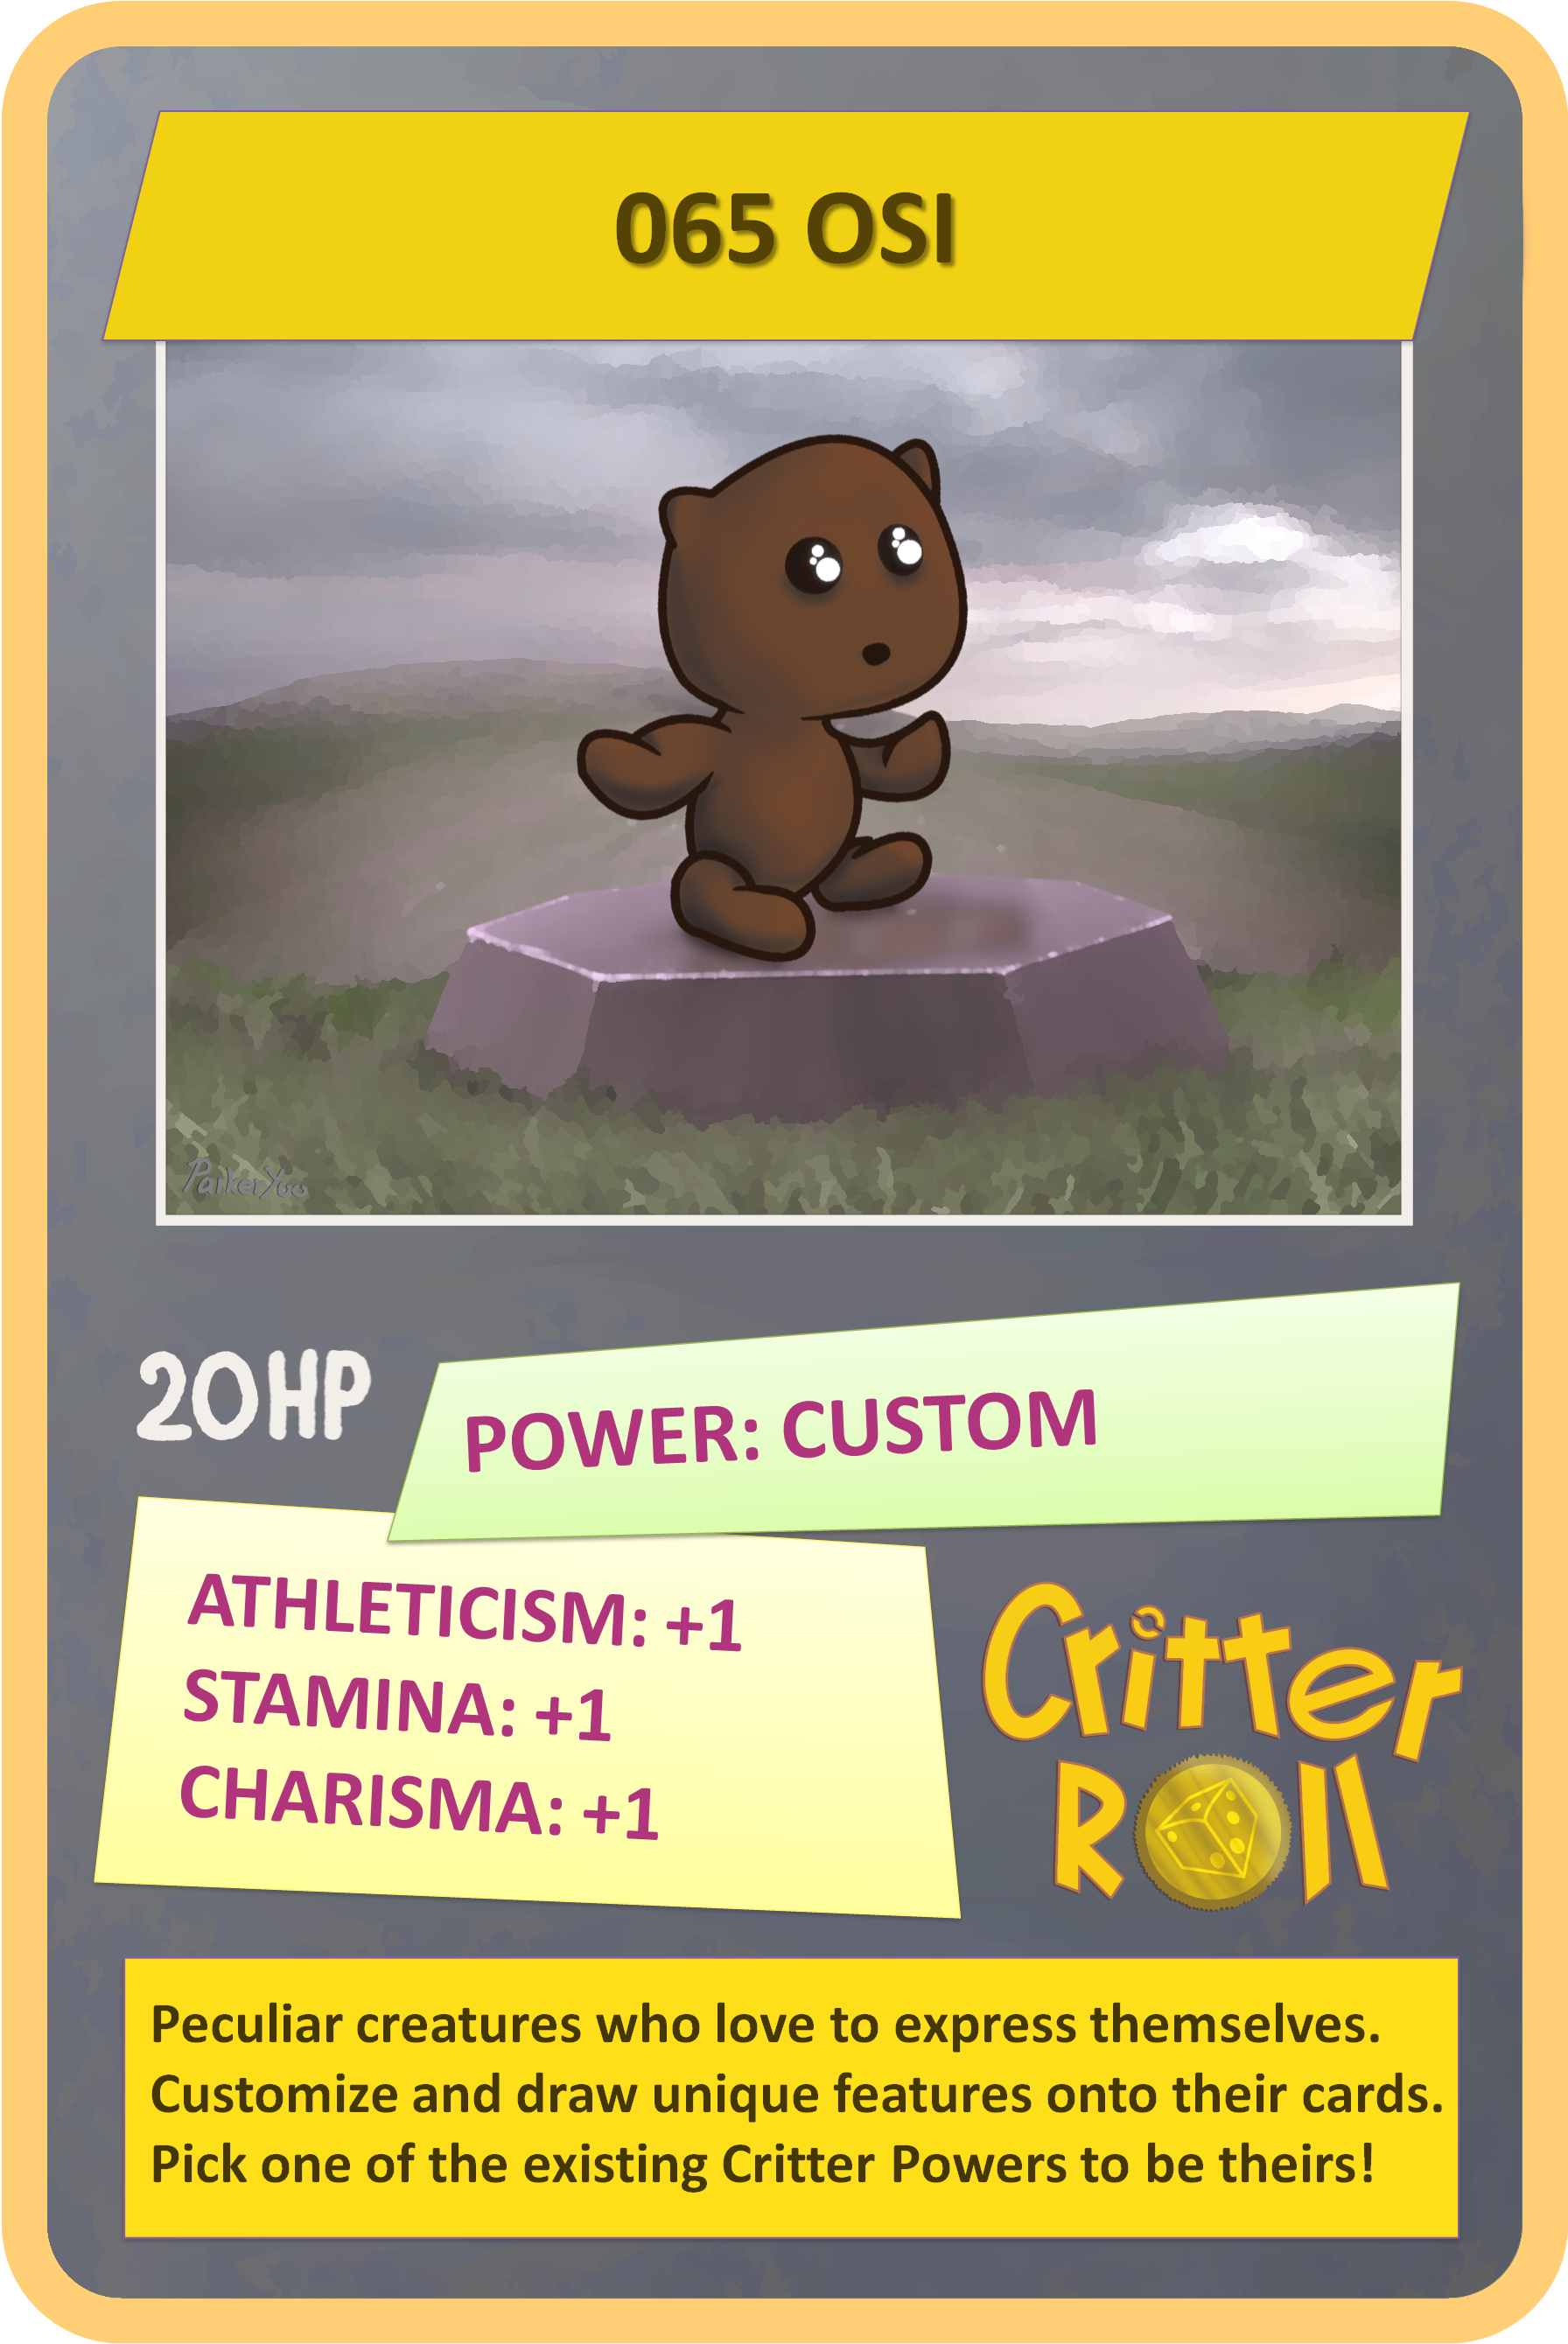 065 OSI
ParkerYuu
20HP
POWER: CUSTOM
ATHLETICISM: +1
STAMINA: +1
CHARISMA: +1
Critter
Roll
Peculiar creatures who love to express themselves.
Customize and draw unique features onto their cards.
Pick one of the existing Critter Powers to be theirs!